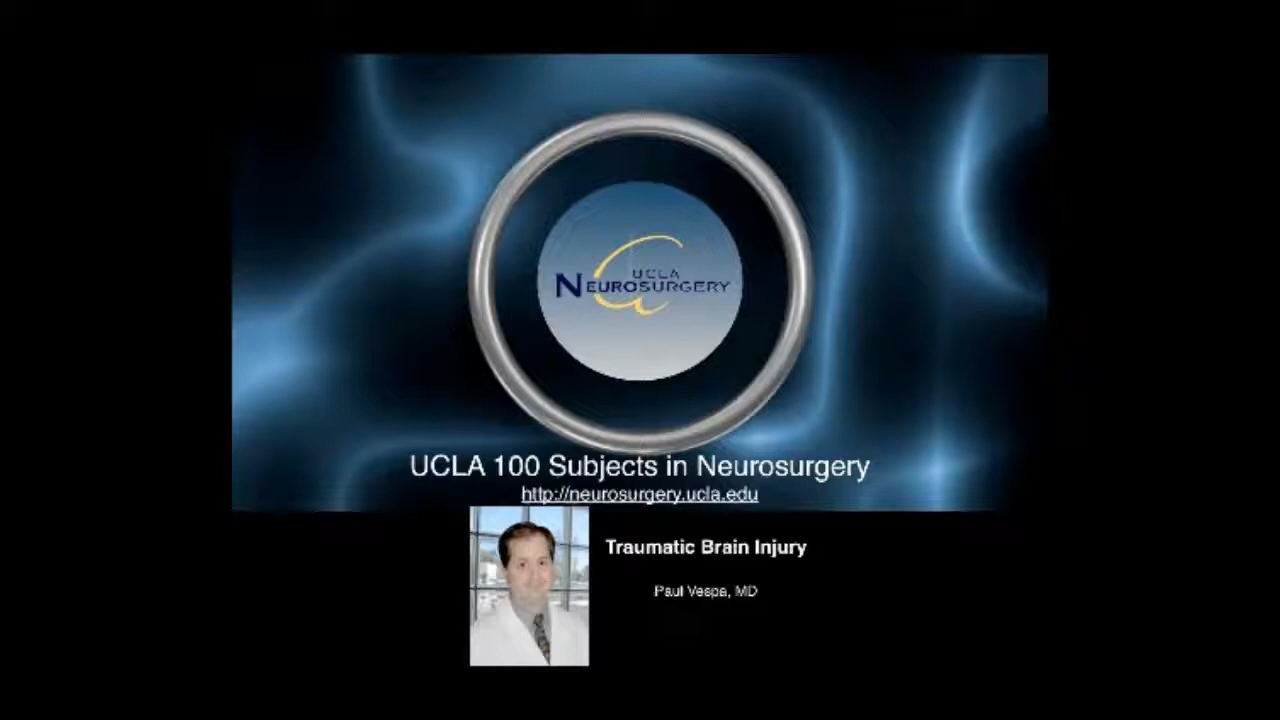 UCLA
NEUROSURGERY
UCLA 100 Subjects in Neurosurgery
http://neurosurgery.ucla.edu
Traumatic Brain Injury
Paul Vespa, MD